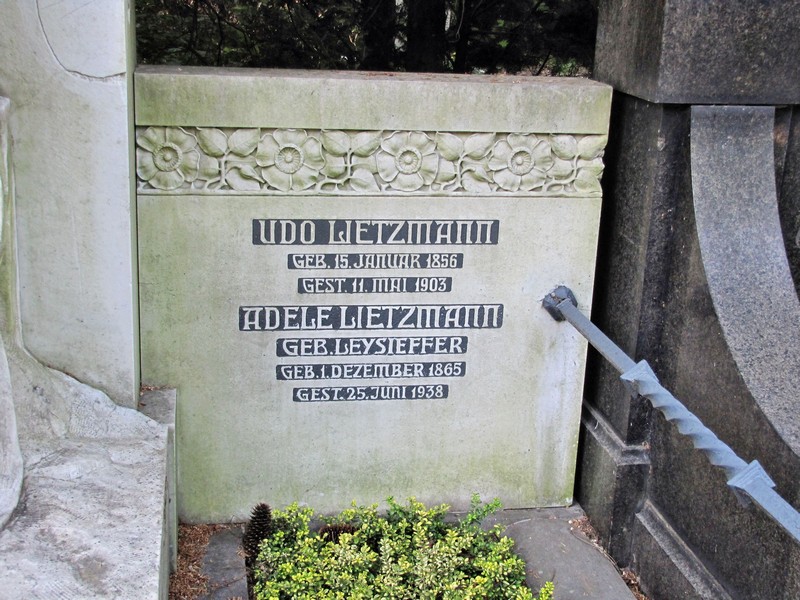 UDO LIETZMANN
GEB. 15. JANUAR 1856
GEST. 11. MAI 1903
ADELE LIETZMANN
GEB. LEYSIEFFER
GEB. 1. DEZEMBER 1865
GEST. 25. JUNI 1938